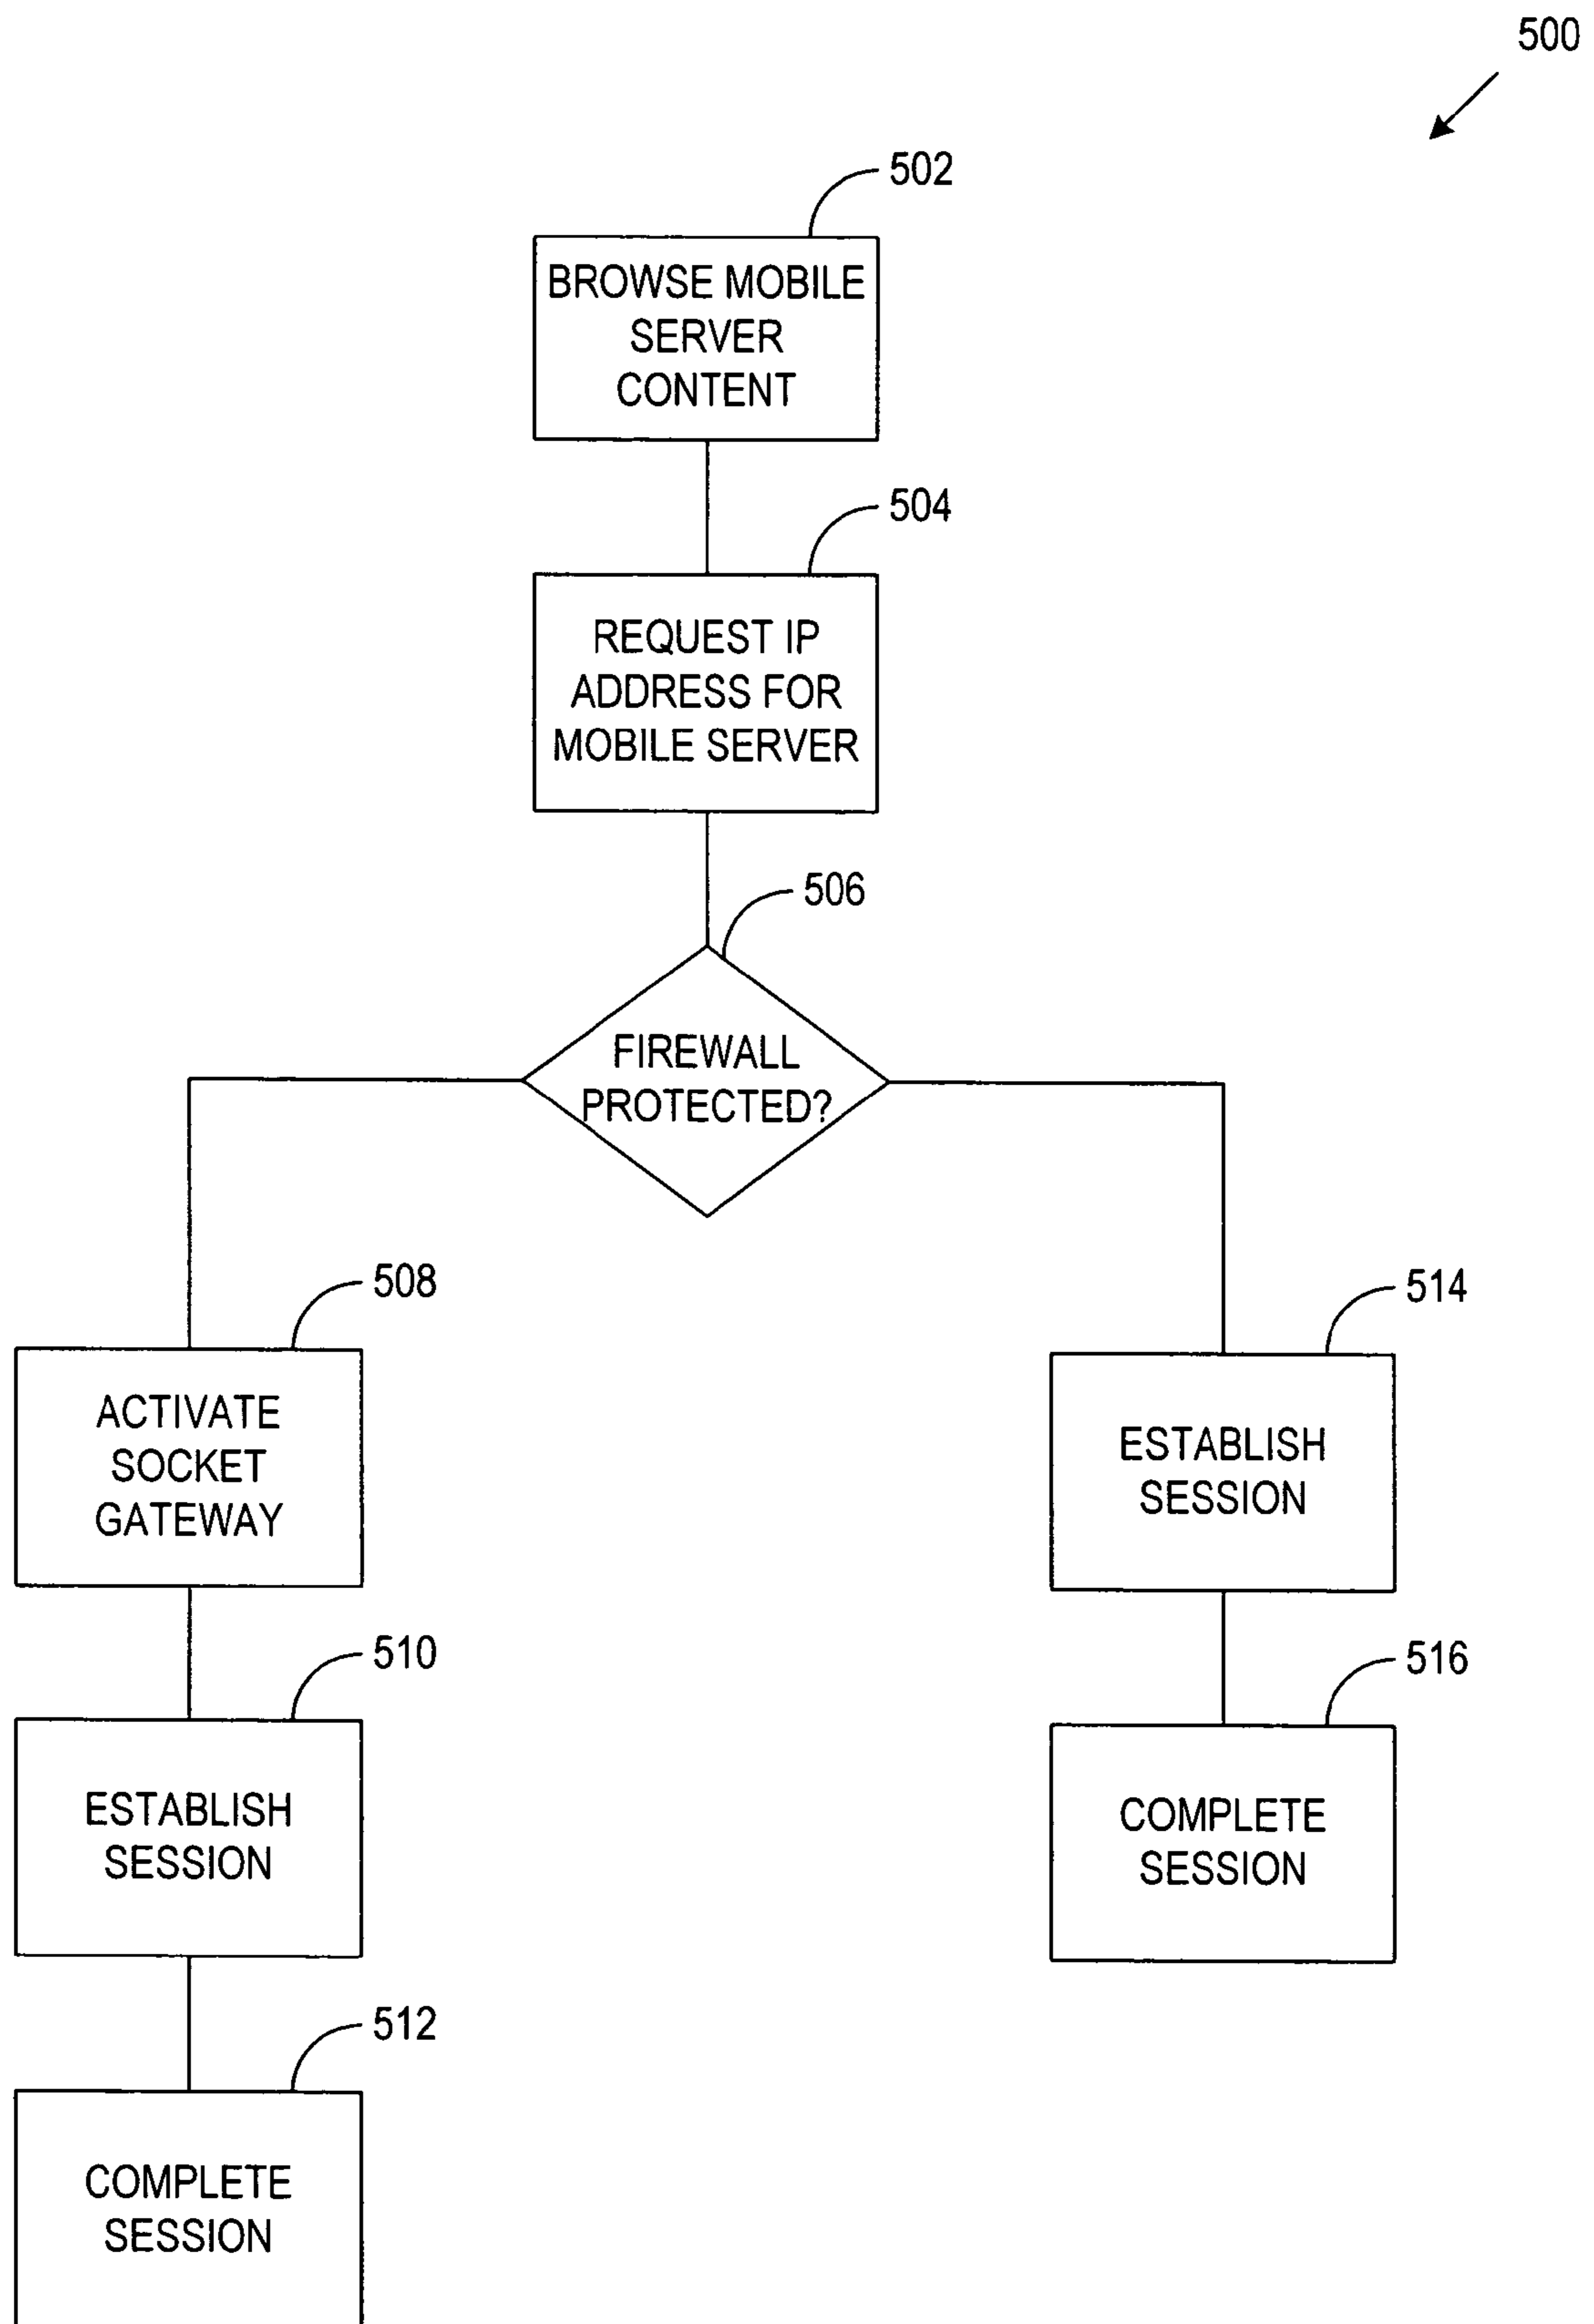 500
502
BROWSE MOBILE
SERVER
CONTENT
504
REQUEST IP
ADDRESS FOR
MOBILE SERVER
506
FIREWALL
PROTECTED?
508
ACTIVATE
SOCKET
GATEWAY
510
ESTABLISH
SESSION
512
COMPLETE
SESSION
514
ESTABLISH
SESSION
516
COMPLETE
SESSION